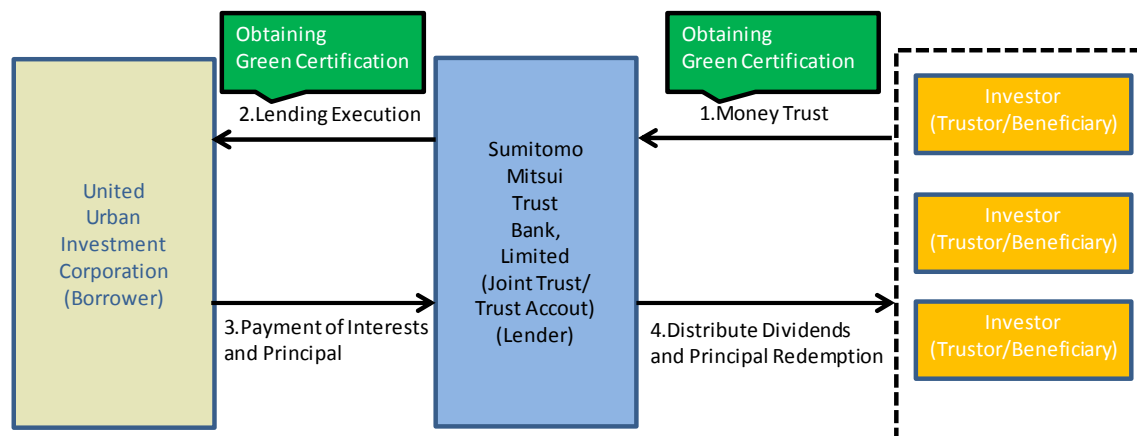 Obtaining
Green Certification
Obtaining
Green Certification
2.Lending Execution
1.Money Trust
United
Urban
Investment
Corporation
(Borrower)
Sumitomo
Mitsui
Trust
Bank,
Limited
(Joint Trust/
Trust Accout)
(Lender)
Investor
(Trustor/Beneficiary)
Investor
(Trustor/Beneficiary)
Investor
(Trustor/Beneficiary)
3.Payment of Interests
and Principal
4.Distribute Dividends
and Principal Redemption